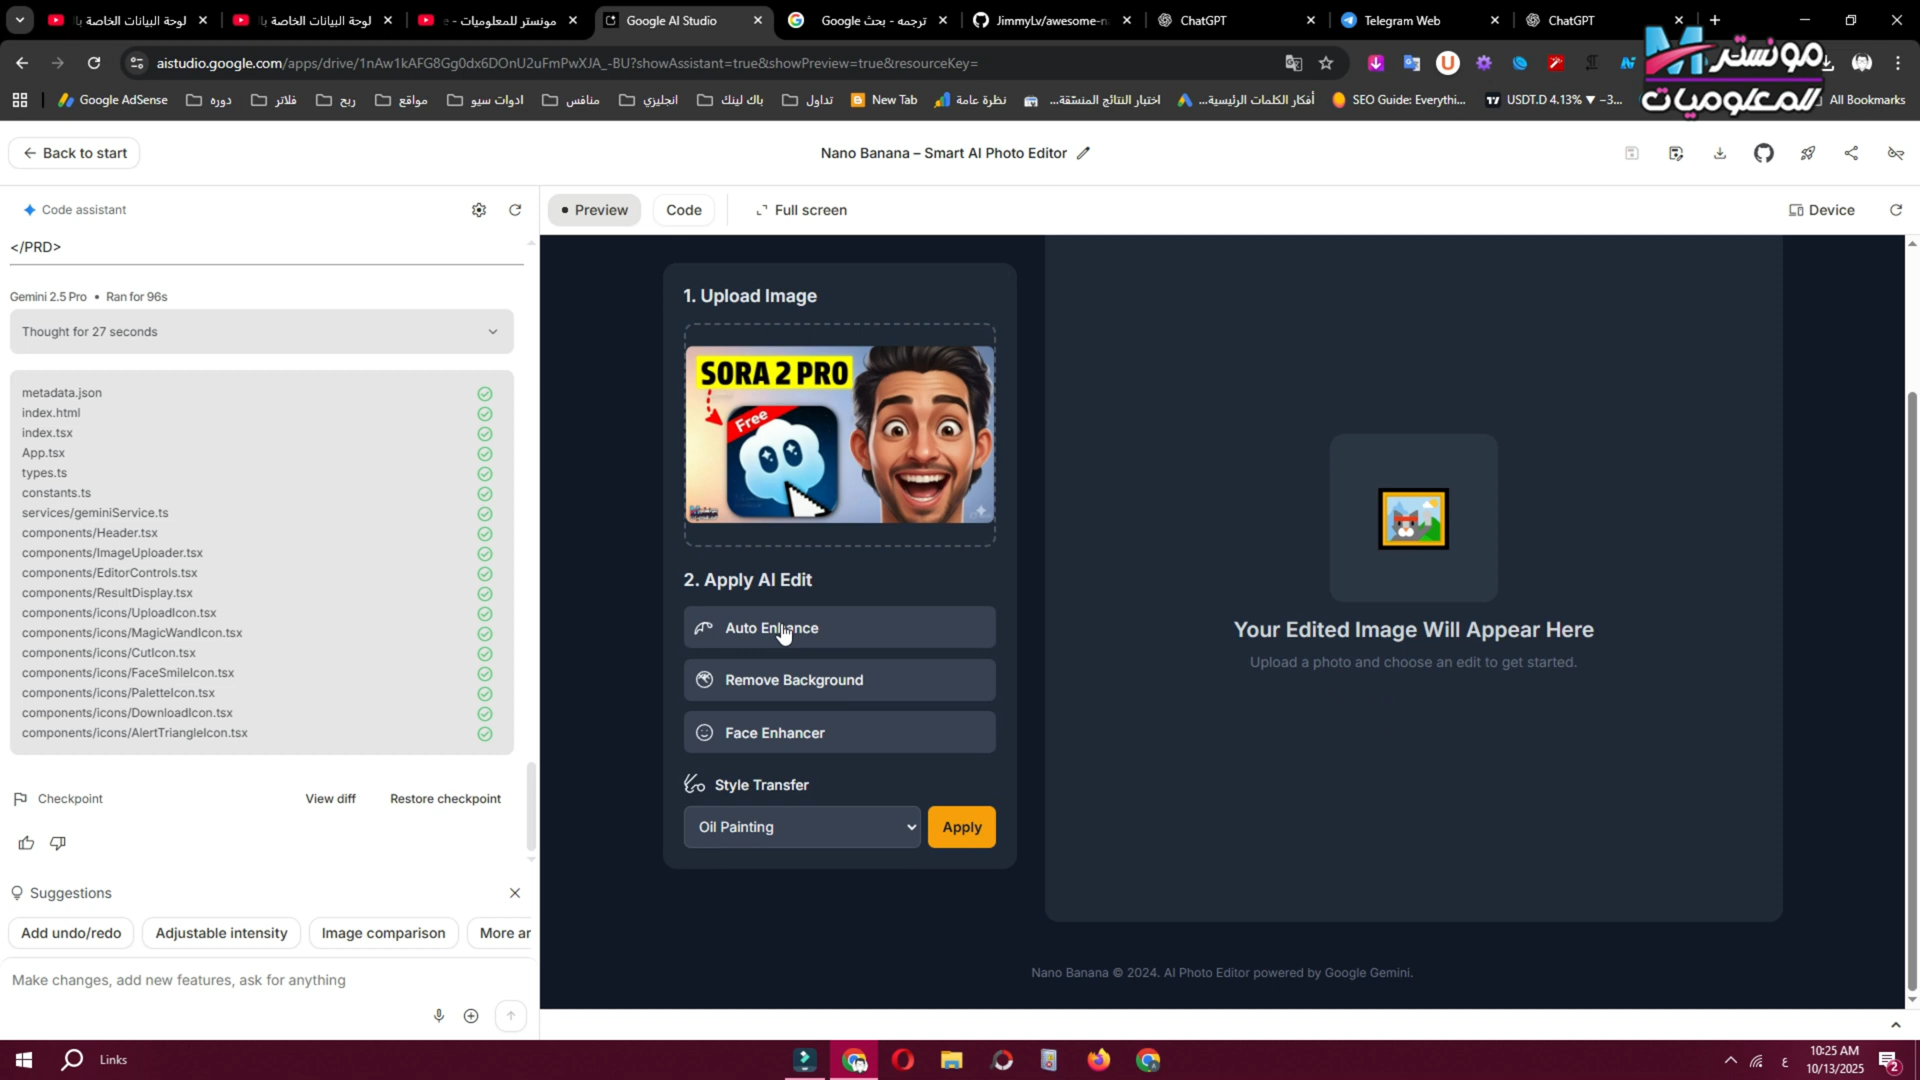 لوحة البيانات الخاصة با
لوحة البيانات الخاصة با
مونستر للمعلوميات - e
Google AI Studio
ترجمه - بحث Google
JimmyLv/awesome-n
ChatGPT
Telegram Web
ChatGPT
aistudio.google.com/apps/drive/1nAw1kAFG8Gg0dx6DOnU2uFmPwXJA_-BU?showAssistant=true&showPreview=true&resourceKey=
مونستر
للمعلوميات
Google AdSense
دوره
فلاتر
ربح
مواقع
ادوات سيو
منافس
انجليزي
باك لينك
تداول
New Tab
نظرة عامة
اختبار النتائج المنسّقة...
أفكار الكلمات الرئيسية...
SEO Guide: Everythi...
USDT.D 4.13% ▼ −3...
All Bookmarks
Back to start
Nano Banana – Smart AI Photo Editor
Code assistant
Preview
Code
Full screen
Device
</PRD>
Gemini 2.5 Pro • Ran for 96s
Thought for 27 seconds
metadata.json
index.html
index.tsx
App.tsx
types.ts
constants.ts
services/geminiService.ts
components/Header.tsx
components/ImageUploader.tsx
components/EditorControls.tsx
components/ResultDisplay.tsx
components/icons/UploadIcon.tsx
components/icons/MagicWandIcon.tsx
components/icons/CutIcon.tsx
components/icons/FaceSmileIcon.tsx
components/icons/PaletteIcon.tsx
components/icons/DownloadIcon.tsx
components/icons/AlertTriangleIcon.tsx
Checkpoint
View diff
Restore checkpoint
Suggestions
Add undo/redo
Adjustable intensity
Image comparison
More ar
Make changes, add new features, ask for anything
1. Upload Image
SORA 2 PRO
Free
2. Apply AI Edit
Auto Enhance
Remove Background
Face Enhancer
Style Transfer
Oil Painting
Apply
Your Edited Image Will Appear Here
Upload a photo and choose an edit to get started.
Nano Banana © 2024. AI Photo Editor powered by Google Gemini.
Links
ع
10:25 AM
10/13/2025
2